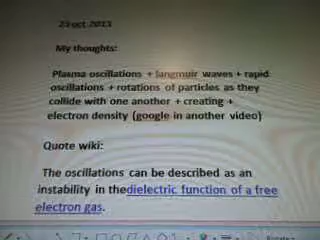 23 oct 2013
My thoughts:
Plasma oscillations + langmuir waves + rapid
oscillations + rotations of particles as they
collide with one another + creating +
electron density (google in another video)
Quote wiki:
The oscillations can be described as an
instability in thedielectric function of a free
electron gas.